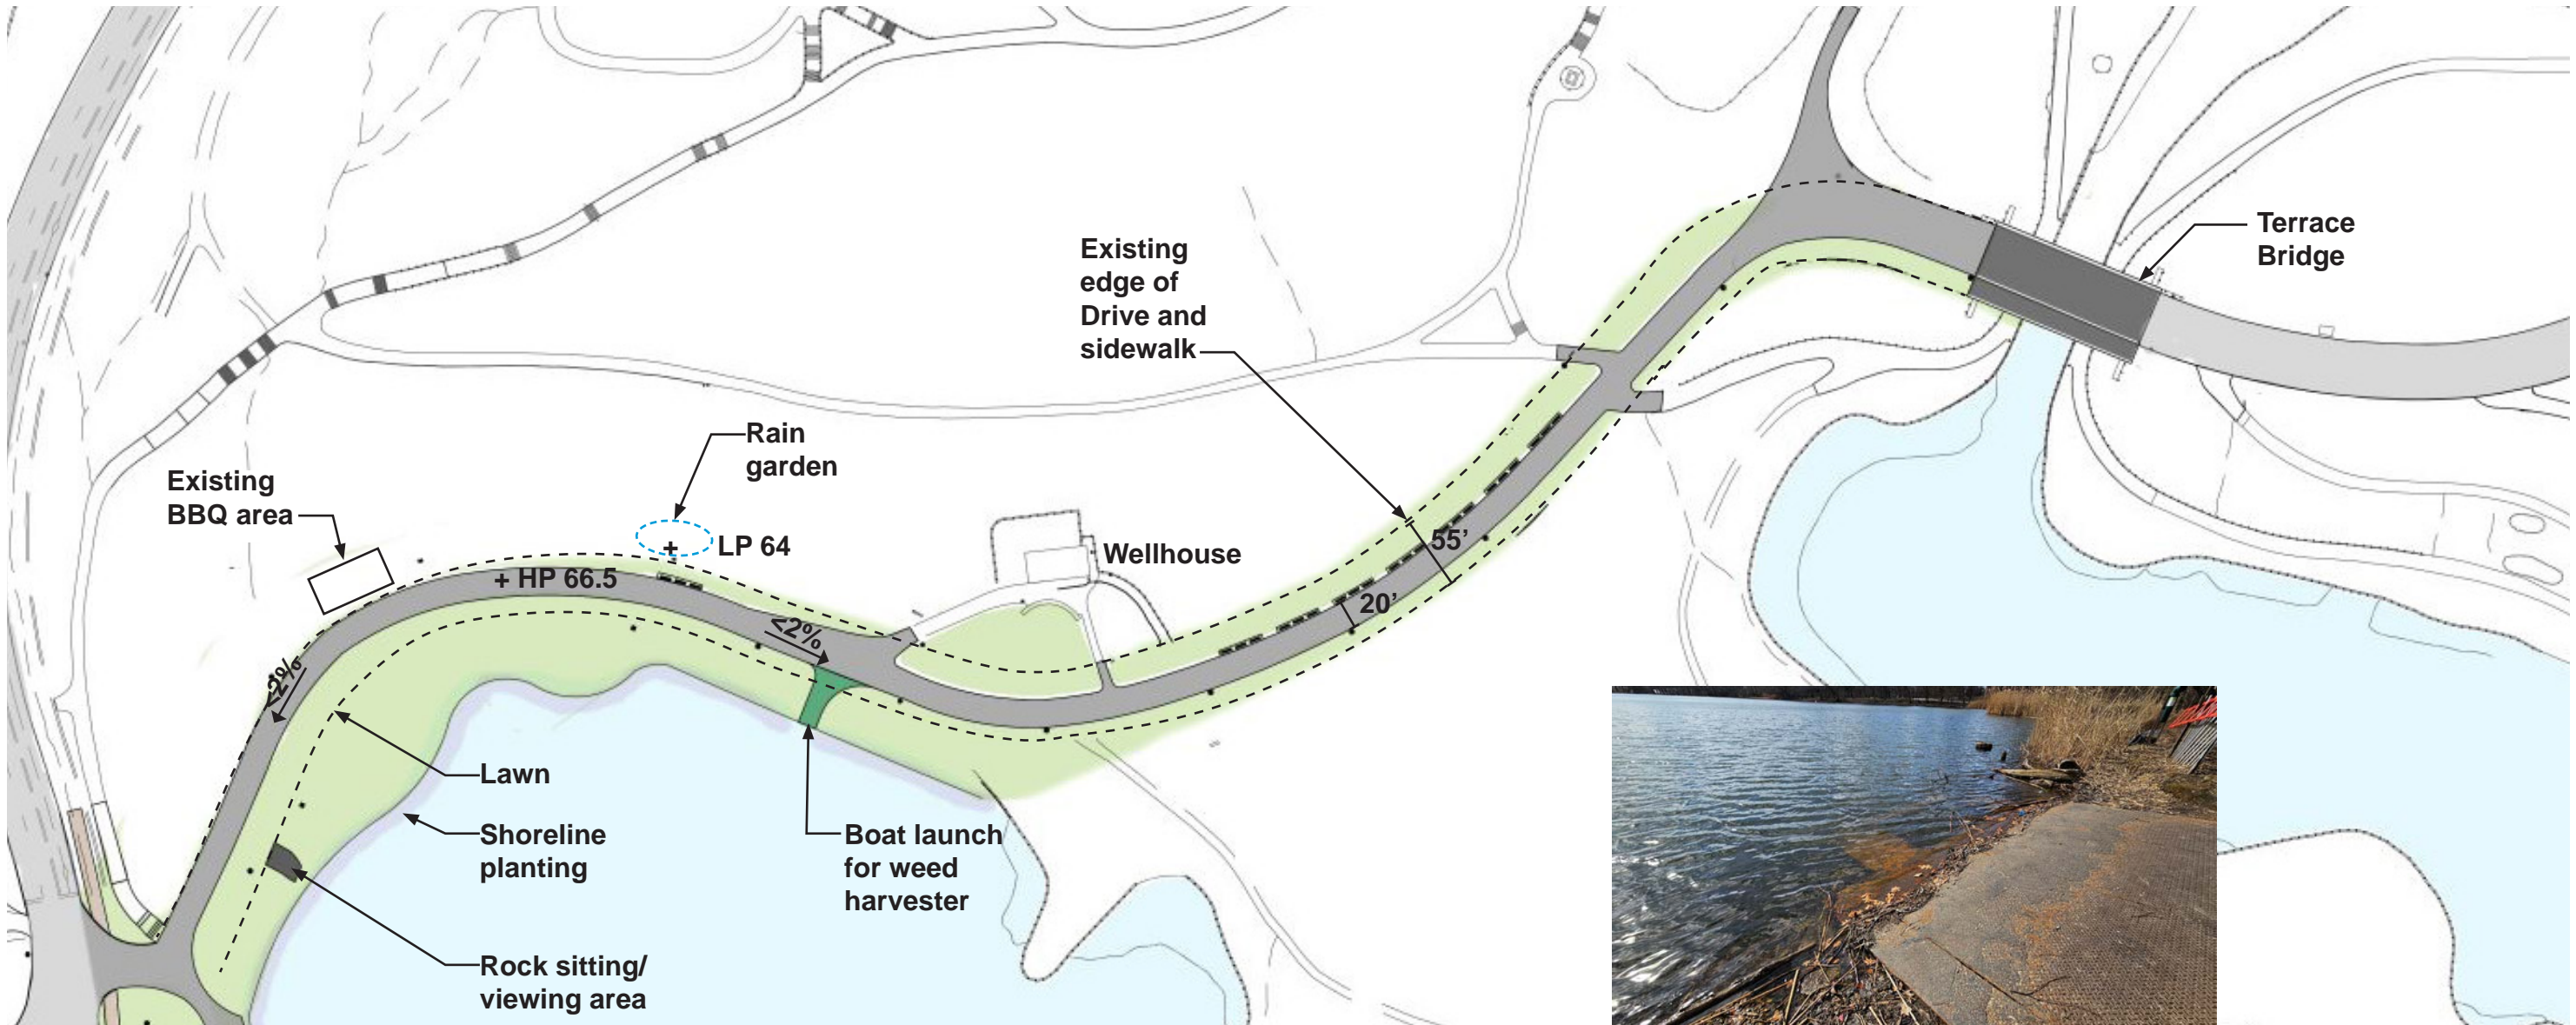 Terrace
Bridge
Existing
edge of
Drive and
sidewalk
Rain
garden
Existing
BBQ area
LP 64
Wellhouse
55’
+ HP 66.5
20’
<2%
<2%
Lawn
Shoreline
planting
Boat launch
for weed
harvester
Rock sitting/
viewing area